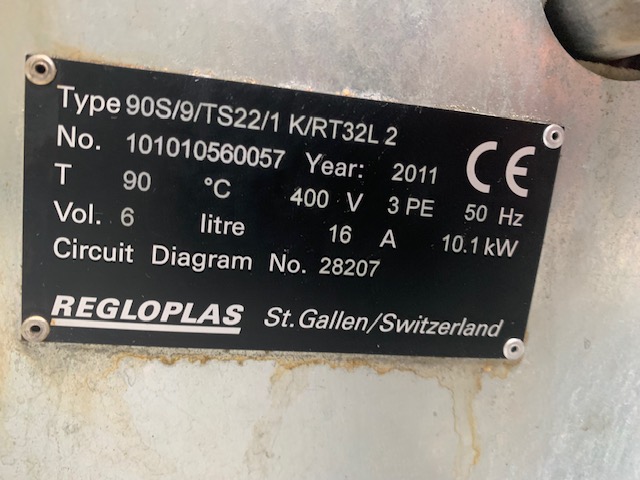 Type 90S/9/TS22/1 K/RT32L 2
No. 101010560057 Year: 2011 CE
T 90 °C 400 V 3 PE 50 Hz
Vol. 6 litre 16 A 10.1 kW
Circuit Diagram No. 28207
REGLOPLAS St. Gallen/Switzerland